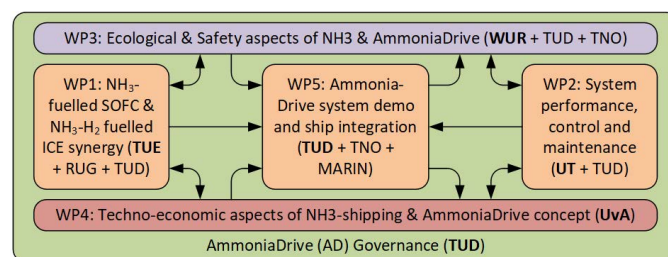 WP3: Ecological & Safety aspects of NH3 & AmmoniaDrive (WUR + TUD + TNO)
WP1: NH₃-
fuelled SOFC &
NH₃-H₂ fuelled
ICE synergy (TUE
+ RUG + TUD)
WP5: Ammonia-
Drive system demo
and ship integration
(TUD + TNO +
MARIN)
WP2: System
performance,
control and
maintenance
(UT + TUD)
WP4: Techno-economic aspects of NH3-shipping & AmmoniaDrive concept (UvA)
AmmoniaDrive (AD) Governance (TUD)